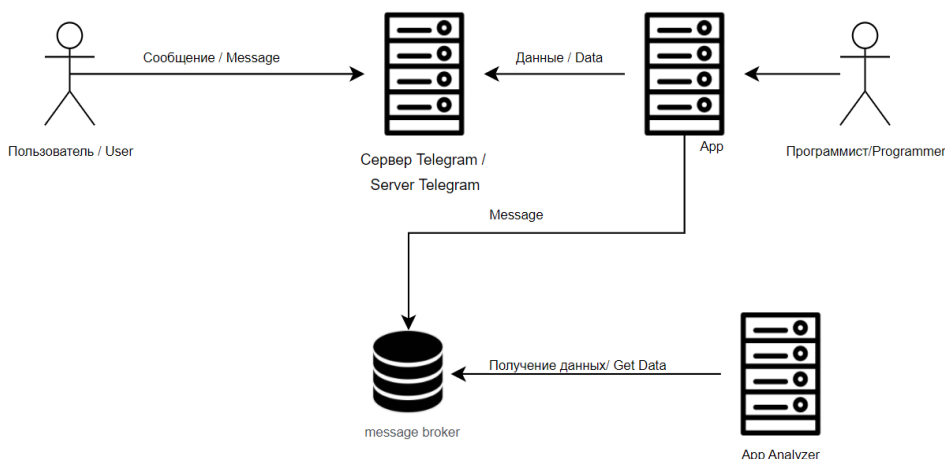 Сообщение / Message
Данные / Data
Пользователь / User
Сервер Telegram /
Server Telegram
App
Программист/Programmer
Message
Получение данных/ Get Data
message broker
App Analyzer